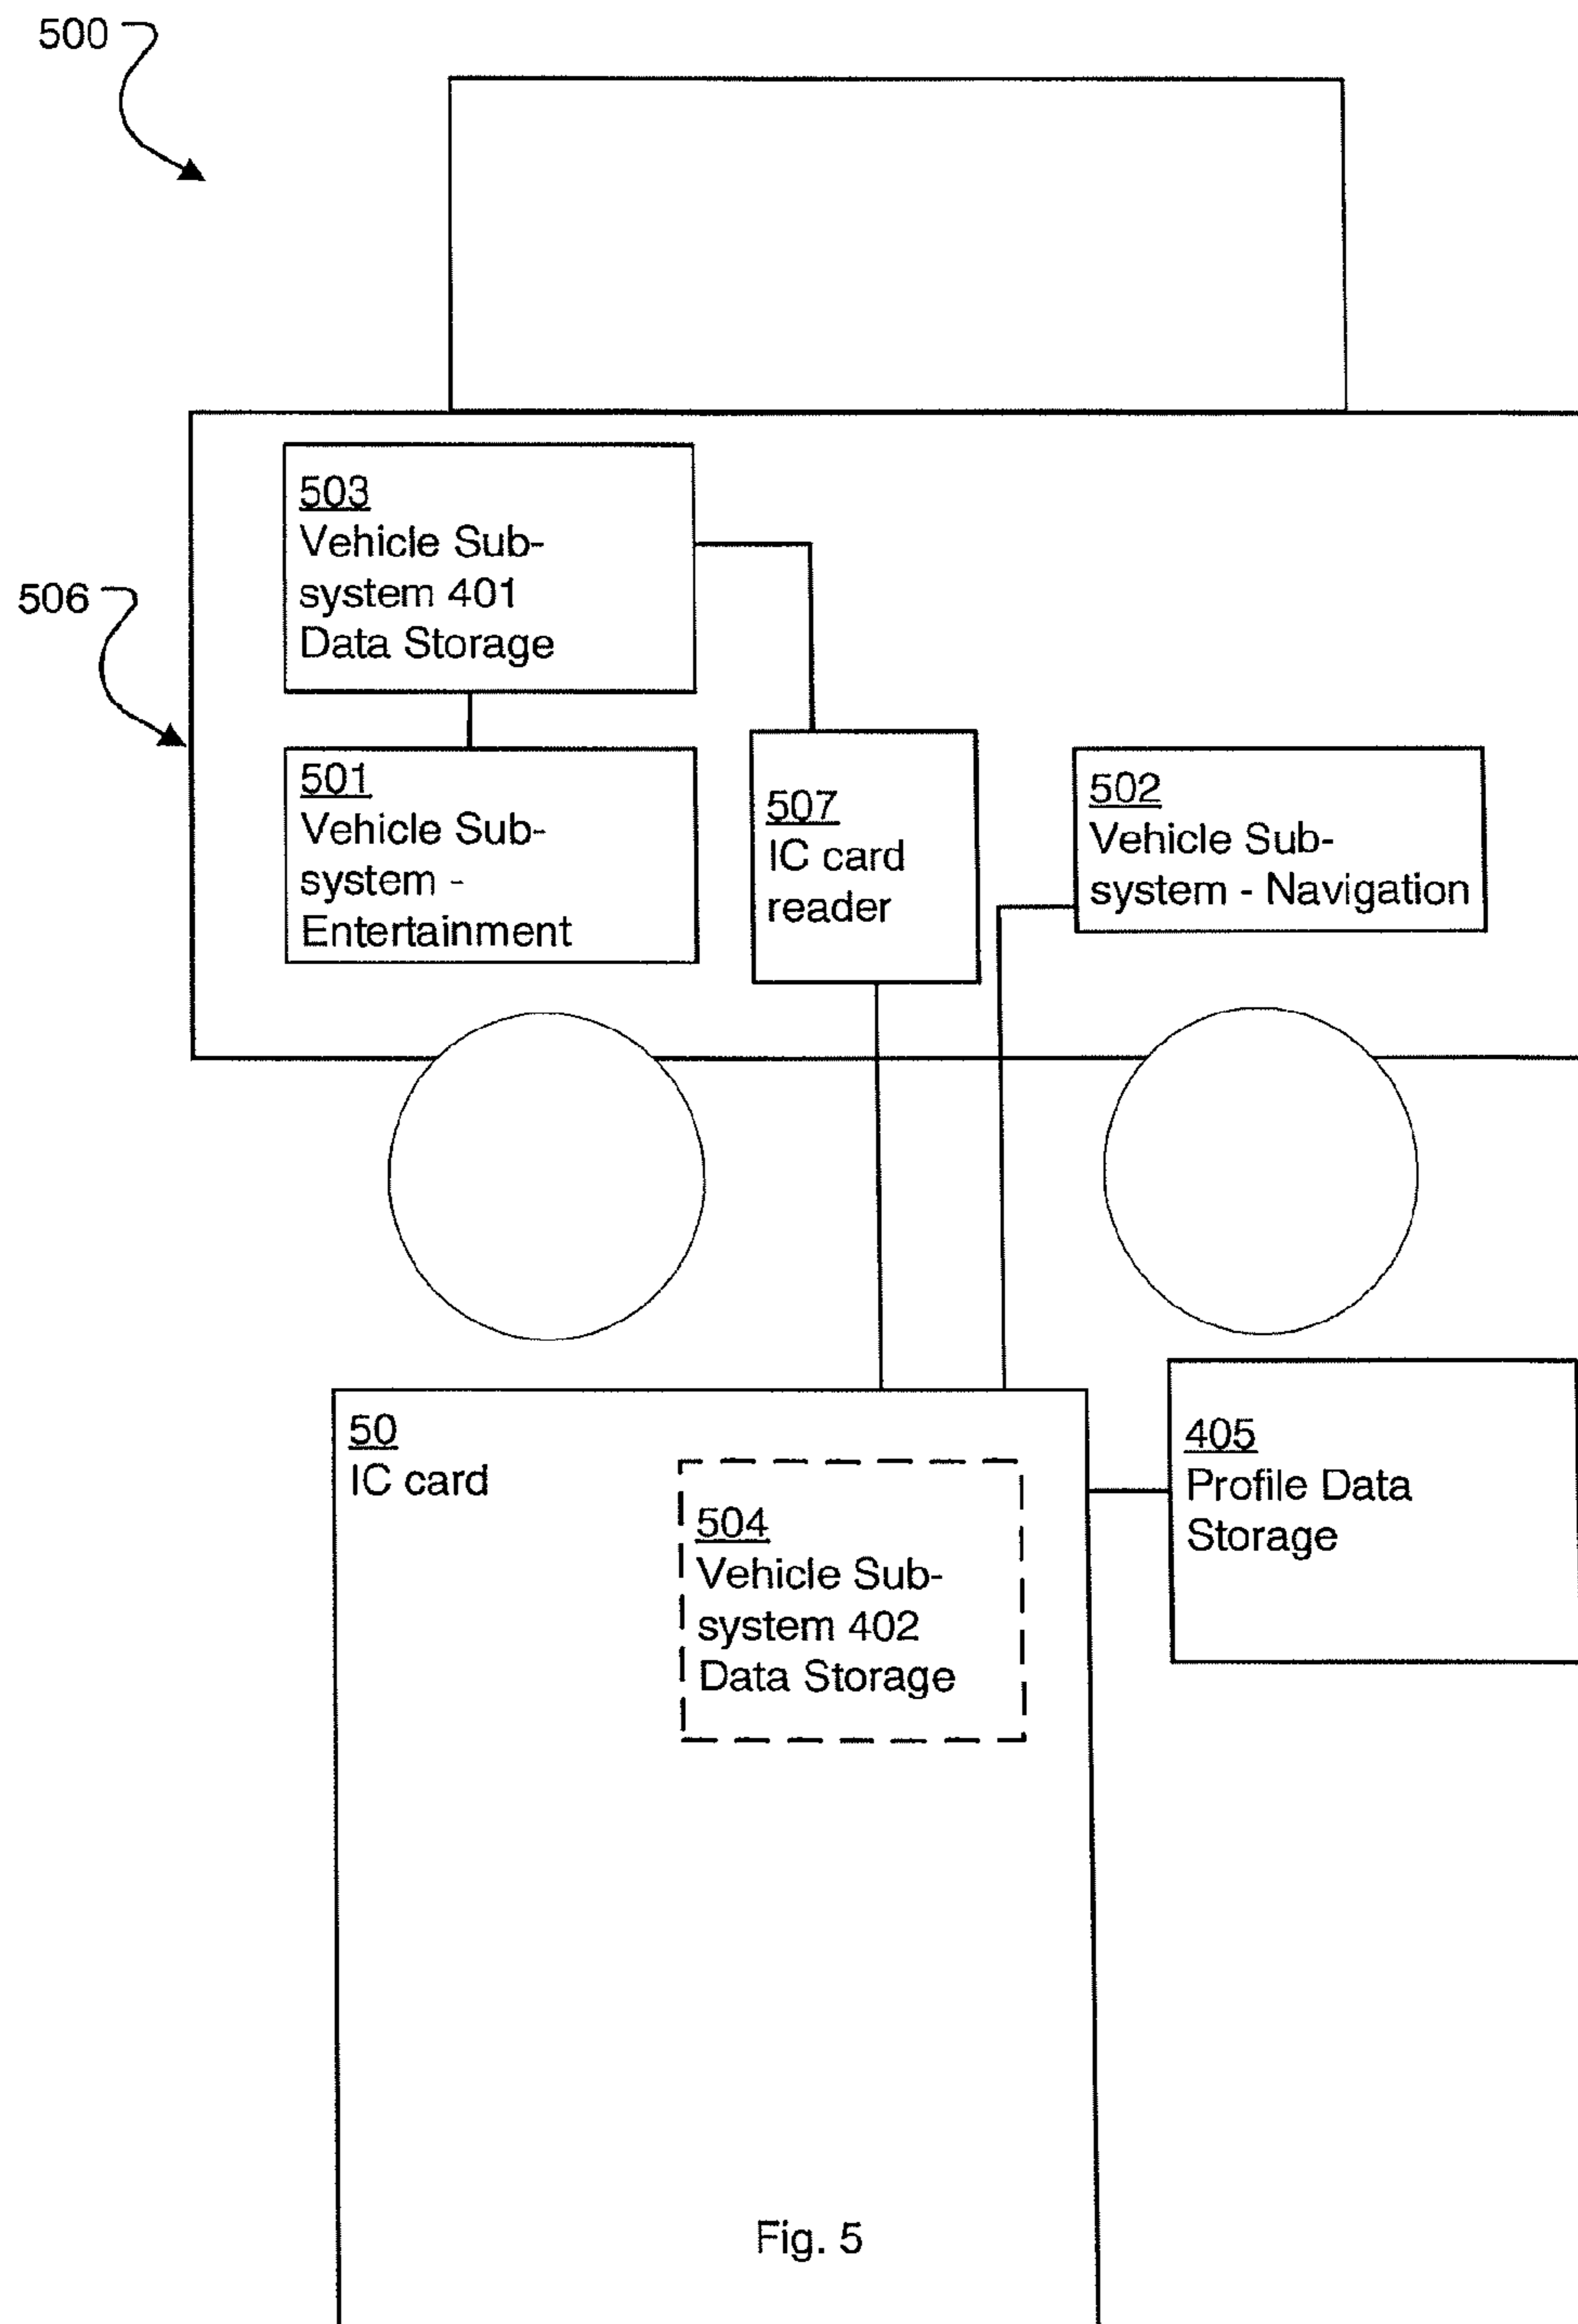 500
506
503
Vehicle Sub-
system 401
Data Storage
501
Vehicle Sub-
system -
Entertainment
507
IC card
reader
502
Vehicle Sub-
system - Navigation
50
IC card
504
Vehicle Sub-
system 402
Data Storage
405
Profile Data
Storage
Fig. 5